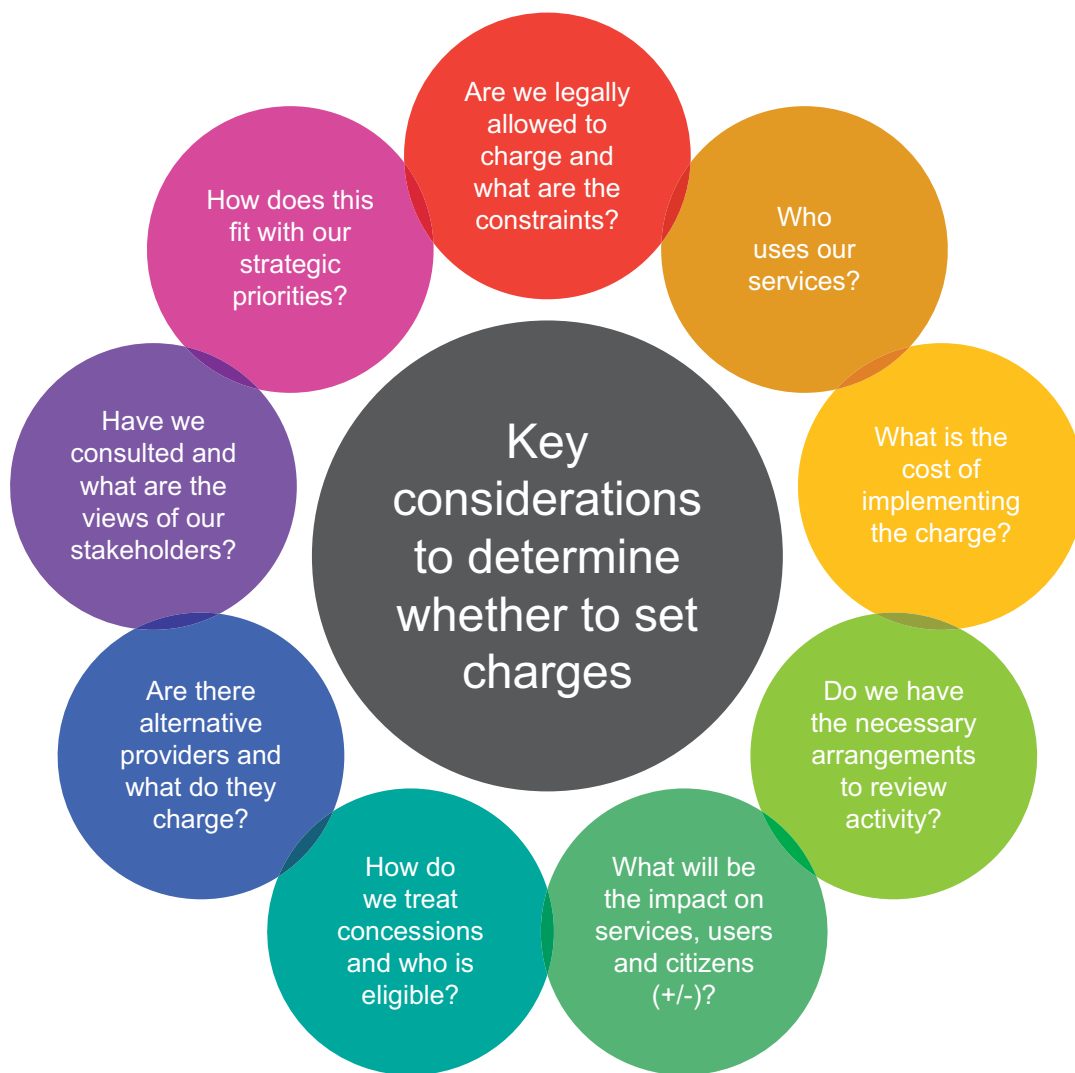 Are we legally
allowed to
charge and
what are the
constraints?
Who
uses our
services?
What is the
cost of
implementing
the charge?
Do we have
the necessary
arrangements
to review
activity?
What will be
the impact on
services, users
and citizens
(+/-)?
How do
we treat
concessions
and who is
eligible?
Are there
alternative
providers and
what do they
charge?
Have we
consulted and
what are the
views of our
stakeholders?
How does this
fit with our
strategic
priorities?
Key
considerations
to determine
whether to set
charges